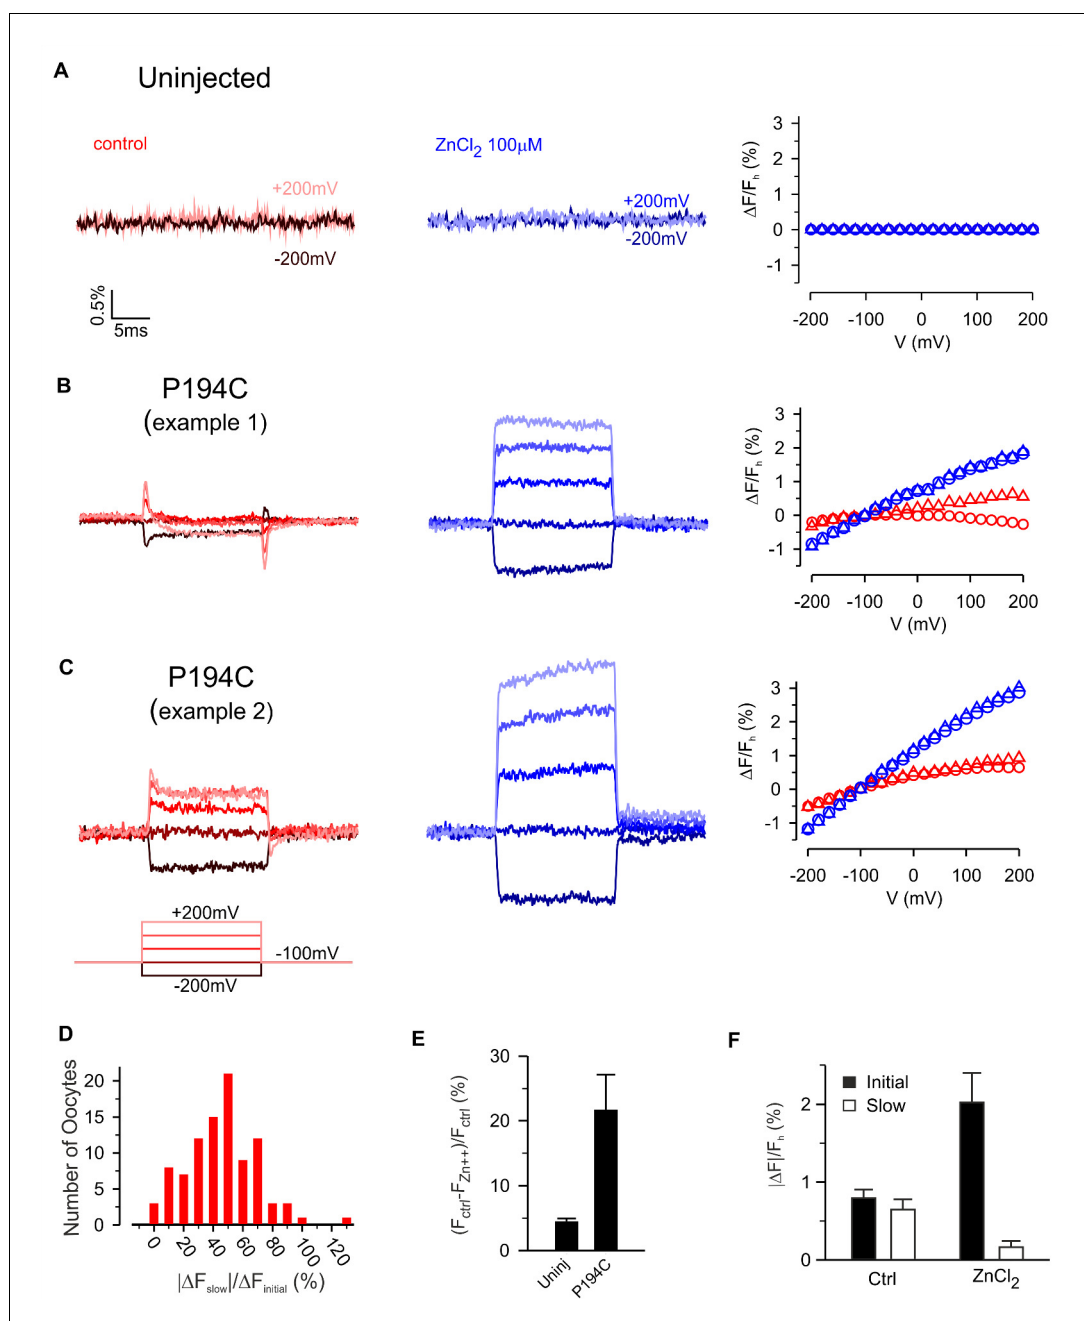 A
Uninjected
control
+200mV
-200mV
0.5%
5ms
ZnCl2 100μM
+200mV
-200mV
ΔF/Fh (%)
3
2
1
0
-1
-200
-100
0
100
200
V (mV)
B
P194C
(example 1)
ΔF/Fh (%)
3
2
1
0
-1
-200
-100
0
100
200
V (mV)
C
P194C
(example 2)
+200mV
-100mV
-200mV
ΔF/Fh (%)
3
2
1
0
-1
-200
-100
0
100
200
V (mV)
D
Number of Oocytes
20
15
10
5
0
0
20
40
60
80
100
120
|ΔFslow|/ΔFinitial (%)
E
(Fctrl-FZn++)/Fctrl (%)
30
20
10
0
Uninj
P194C
F
|ΔF|/Fh (%)
2
1
0
Initial
Slow
Ctrl
ZnCl2